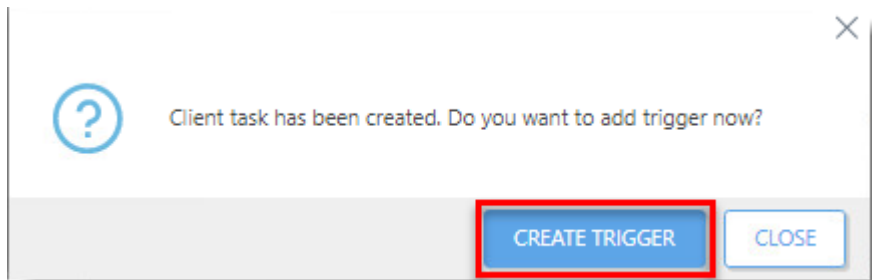 Client task has been created. Do you want to add trigger now?
CREATE TRIGGER
CLOSE